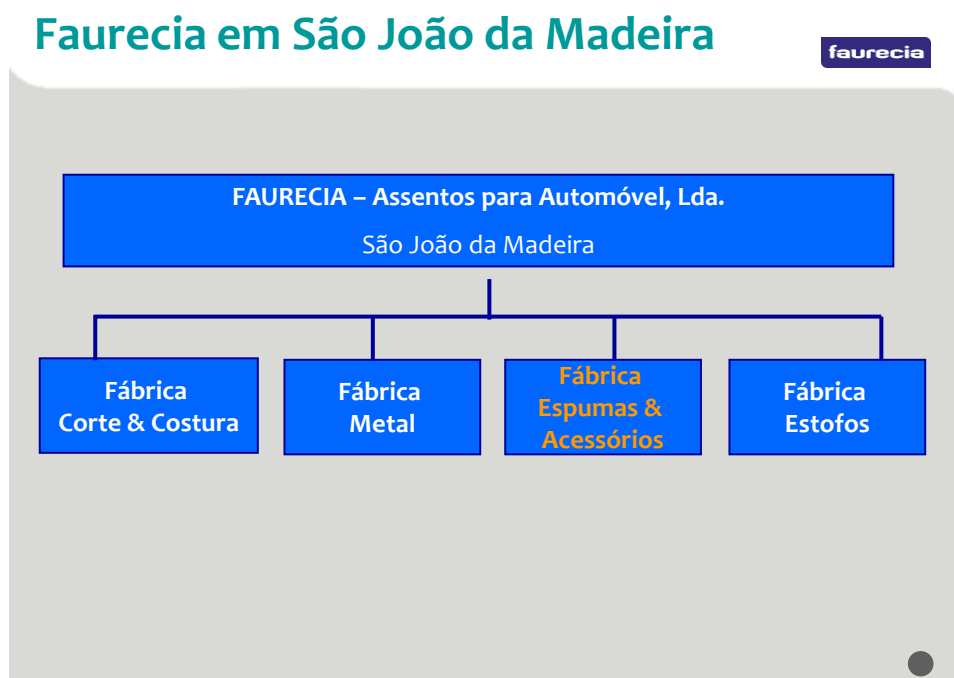 Faurecia em São João da Madeira
faurecia
FAURECIA – Assentos para Automóvel, Lda.
São João da Madeira
Fábrica
Corte & Costura
Fábrica
Metal
Fábrica
Espumas &
Acessórios
Fábrica
Estofos